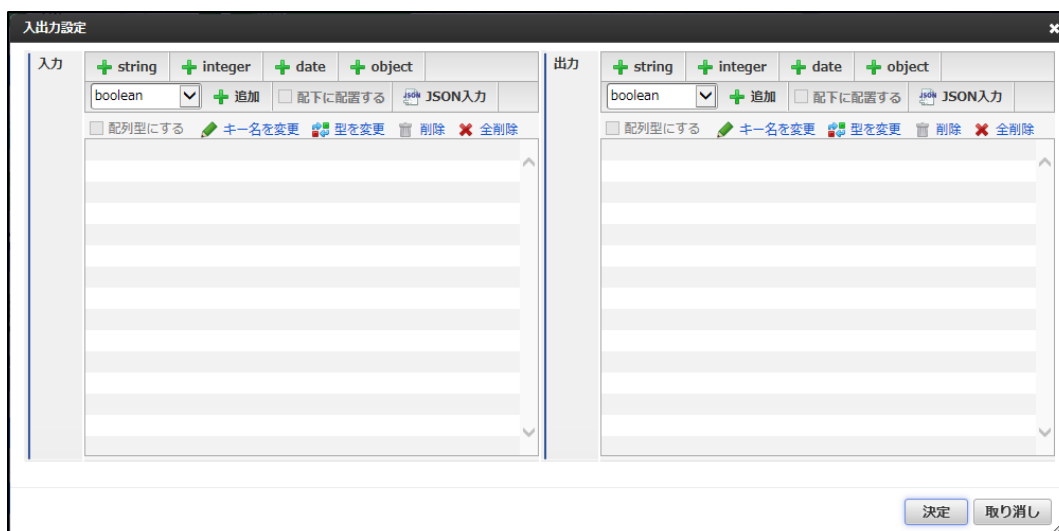 入出力設定
入力
string integer date object
boolean 追加 配下に配置する JSON JSON入力
配列型にする キー名を変更 型を変更 削除 全削除
出力
string integer date object
boolean 追加 配下に配置する JSON JSON入力
配列型にする キー名を変更 型を変更 削除 全削除
決定 取り消し